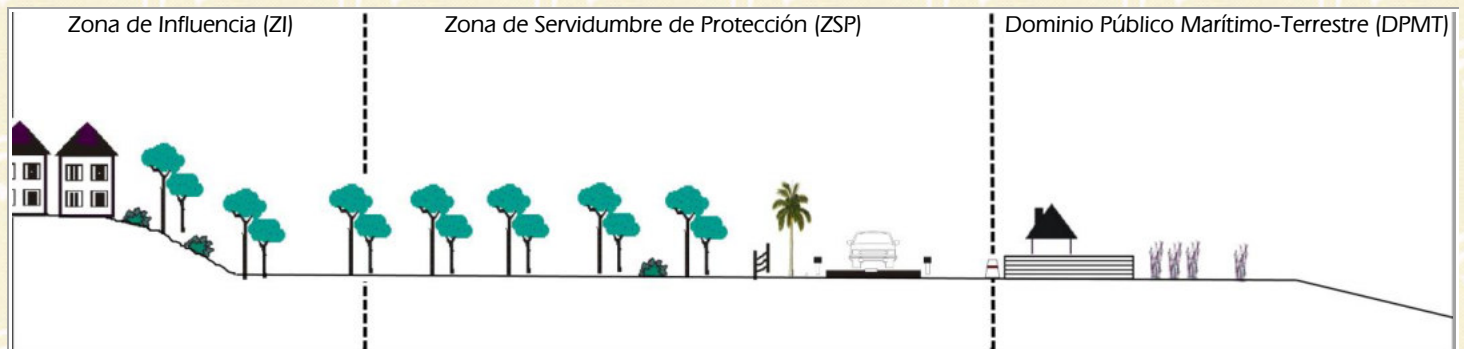 Zona de Influencia (ZI)
Zona de Servidumbre de Protección (ZSP)
Dominio Público Marítimo-Terrestre (DPMT)